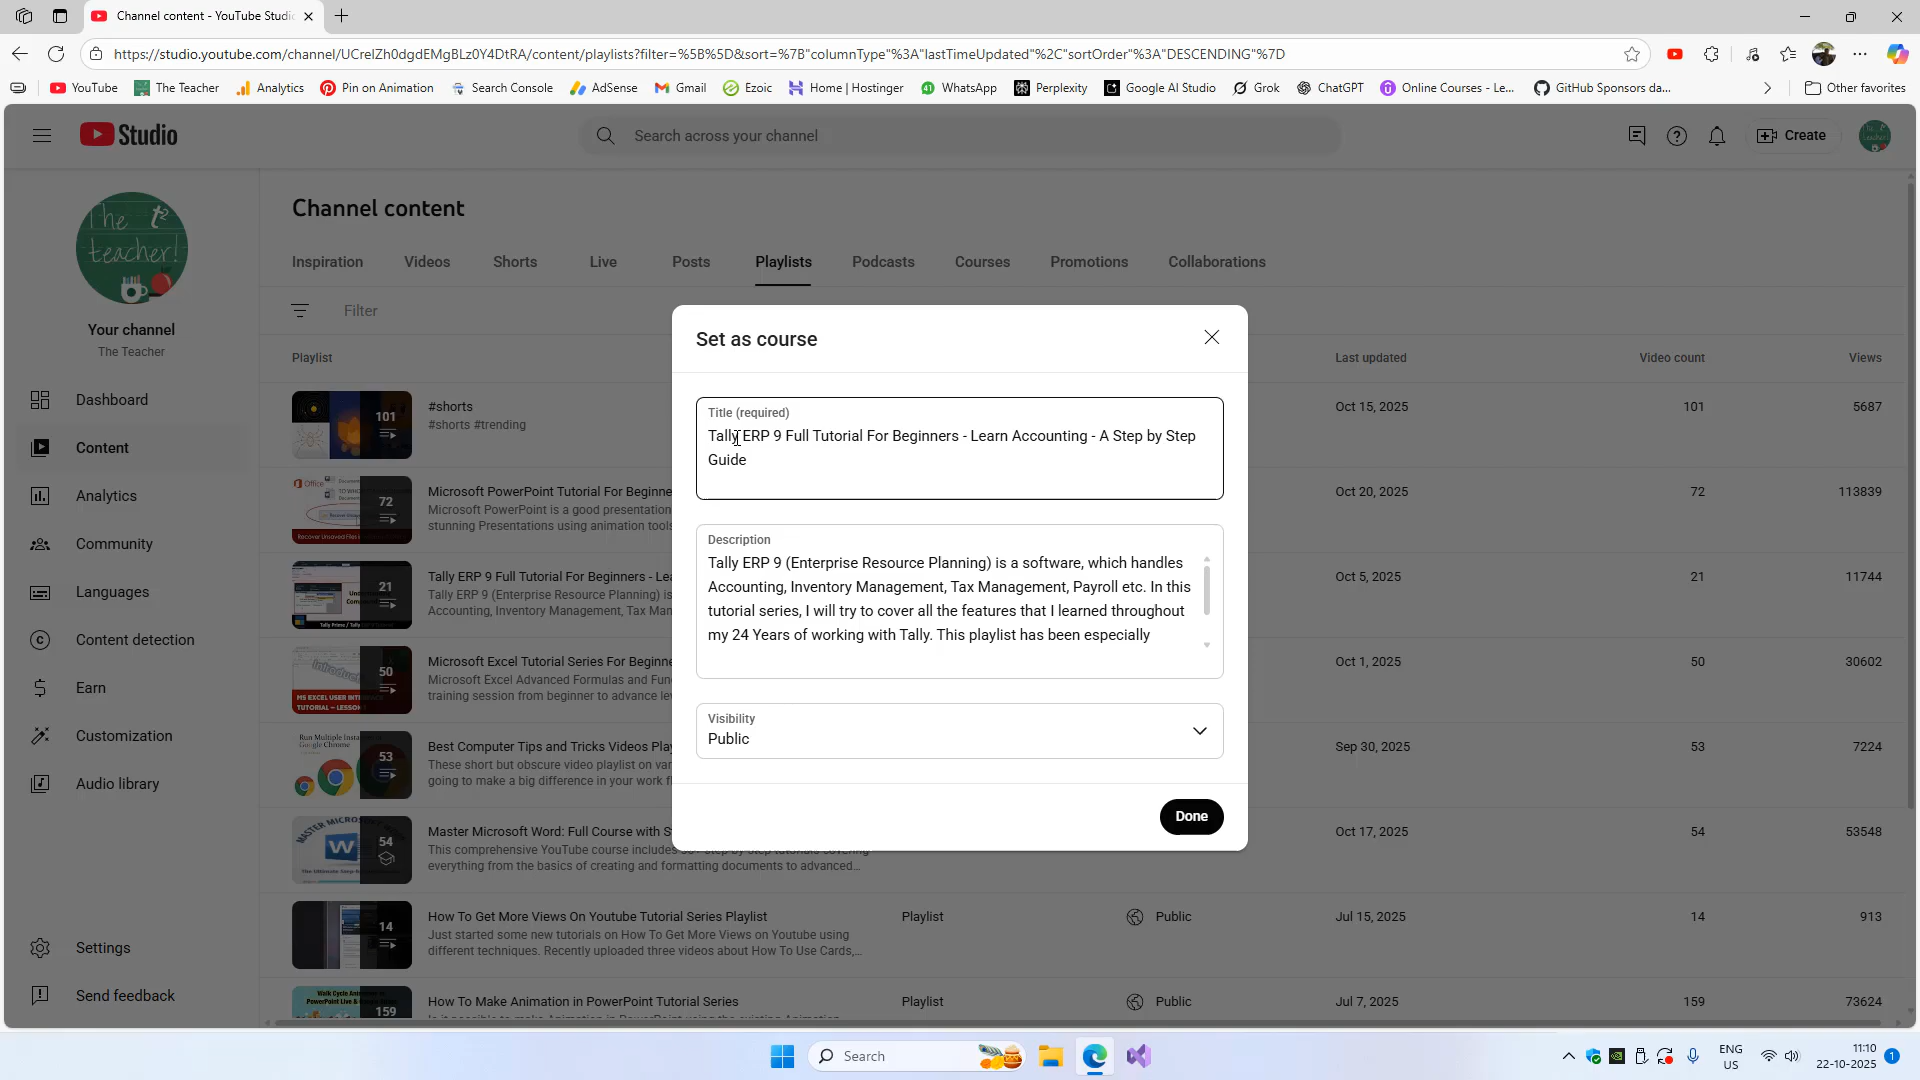 Channel content - YouTube Studio
https://studio.youtube.com/channel/UCrelZh0dgdEMgBLz0Y4DtRA/content/playlists?filter=%5B%5D&sort=%7B"columnType"%3A"lastTimeUpdated"%2C"sortOrder"%3A"DESCENDING"%7D
YouTube The Teacher Analytics Pin on Animation Search Console AdSense Gmail Ezoic Home | Hostinger WhatsApp Perplexity Google AI Studio Grok ChatGPT Online Courses - Le... GitHub Sponsors da... Other favorites
Studio
Search across your channel
Create
The teacher!
Your channel
The Teacher
Dashboard
Content
Analytics
Community
Languages
Content detection
Earn
Customization
Audio library
Settings
Send feedback
Channel content
Inspiration Videos Shorts Live Posts Playlists Podcasts Courses Promotions Collaborations
Filter
Playlist Last updated Video count Views
101 #shorts Oct 15, 2025 101 5687
#shorts #trending
72 Microsoft PowerPoint Tutorial For Beginne Oct 20, 2025 72 113839
Microsoft PowerPoint is a good presentation
stunning Presentations using animation tools
21 Tally ERP 9 Full Tutorial For Beginners - Lea Oct 5, 2025 21 11744
Tally ERP 9 (Enterprise Resource Planning)
Accounting, Inventory Management, Tax Man
50 Microsoft Excel Tutorial Series For Beginne Oct 1, 2025 50 30602
Microsoft Excel Advanced Formulas and Fun
training session from beginner to advance le
53 Best Computer Tips and Tricks Videos Play Sep 30, 2025 53 7224
These short but obscure video playlist on var
going to make a big difference in your work f
54 Master Microsoft Word: Full Course with S Oct 17, 2025 54 53548
This comprehensive YouTube course includes
everything from the basics of creating and formatting documents to advanced...
14 How To Get More Views On Youtube Tutorial Series Playlist Playlist Public Jul 15, 2025 14 913
Just started some new tutorials on How To Get More Views on Youtube using
different techniques. Recently uploaded three videos about How To Use Cards,...
159 How To Make Animation in PowerPoint Tutorial Series Playlist Public Jul 7, 2025 159 73624
Set as course
Title (required)
Tally ERP 9 Full Tutorial For Beginners - Learn Accounting - A Step by Step
Guide
Description
Tally ERP 9 (Enterprise Resource Planning) is a software, which handles
Accounting, Inventory Management, Tax Management, Payroll etc. In this
tutorial series, I will try to cover all the features that I learned throughout
my 24 Years of working with Tally. This playlist has been especially
Visibility
Public
Done
Search
ENG
US
11:10
22-10-2025
1